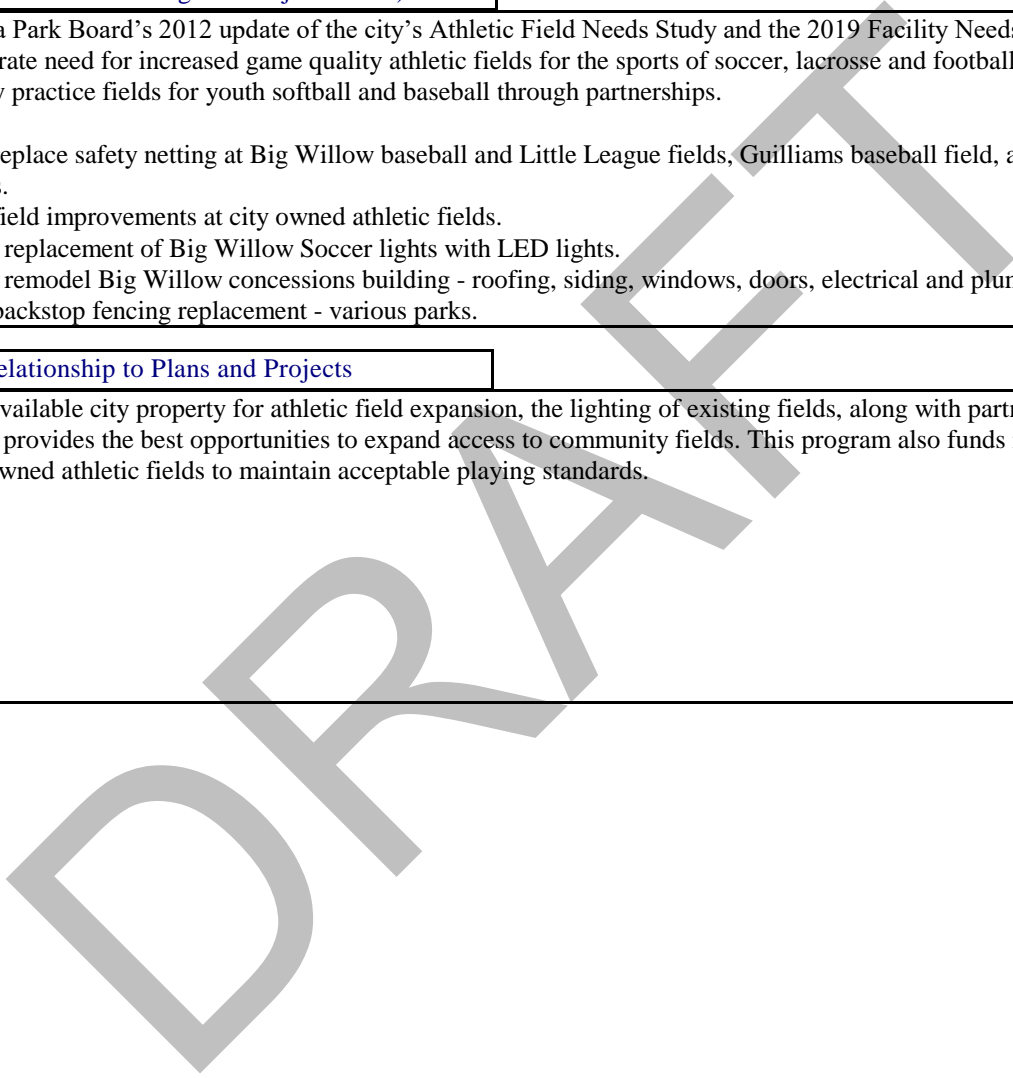 a Park Board’s 2012 update of the city’s Athletic Field Needs Study and the 2019 Facility Needs
rate need for increased game quality athletic fields for the sports of soccer, lacrosse and football
y practice fields for youth softball and baseball through partnerships.
eplace safety netting at Big Willow baseball and Little League fields, Guilliams baseball field, a
s.
field improvements at city owned athletic fields.
replacement of Big Willow Soccer lights with LED lights.
remodel Big Willow concessions building - roofing, siding, windows, doors, electrical and plum
backstop fencing replacement - various parks.
elationship to Plans and Projects
vailable city property for athletic field expansion, the lighting of existing fields, along with partn
provides the best opportunities to expand access to community fields. This program also funds
wned athletic fields to maintain acceptable playing standards.
DRAFT